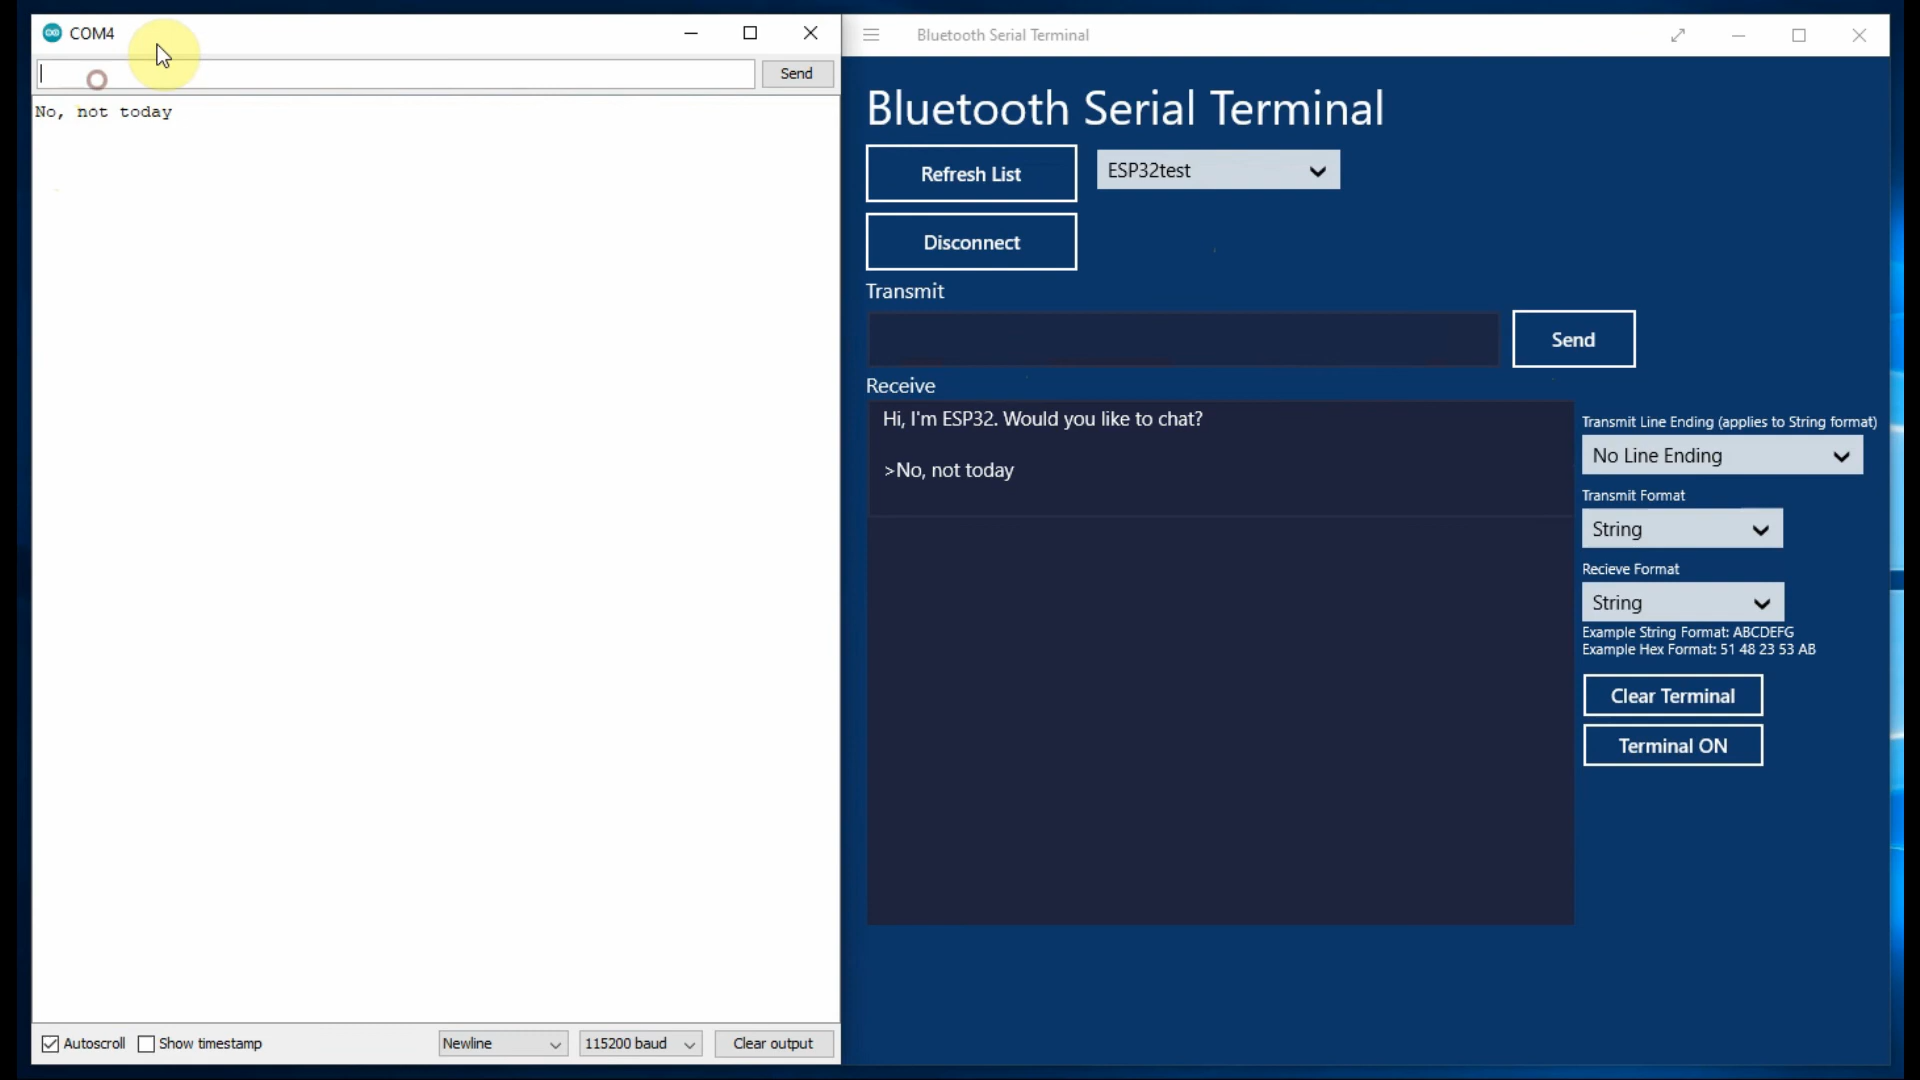 COM4
Send
No, not today
Autoscroll
Show timestamp
Newline
115200 baud
Clear output
Bluetooth Serial Terminal
Bluetooth Serial Terminal
Refresh List
ESP32test
Disconnect
Transmit
Send
Receive
Hi, I'm ESP32. Would you like to chat?
>No, not today
Transmit Line Ending (applies to String format)
No Line Ending
Transmit Format
String
Recieve Format
String
Example String Format: ABCDEFG
Example Hex Format: 51 48 23 53 AB
Clear Terminal
Terminal ON